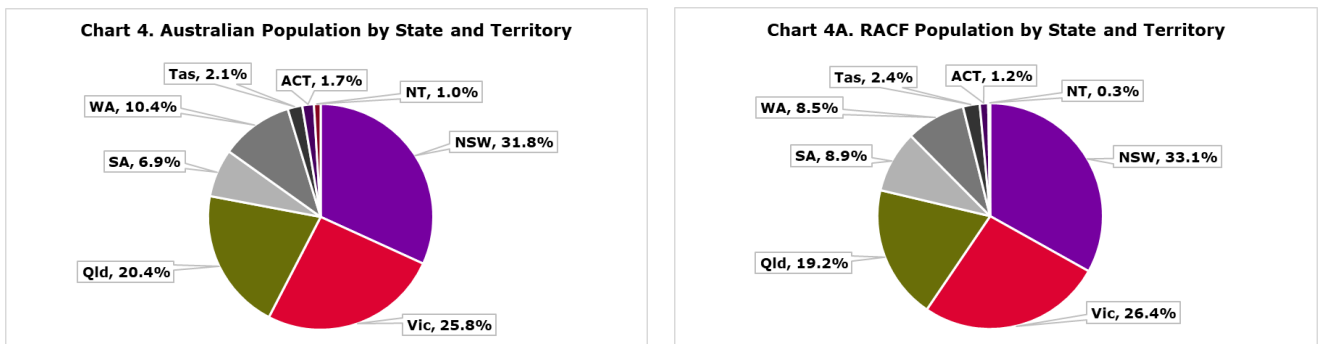 Chart 4. Australian Population by State and Territory
Tas, 2.1%
ACT, 1.7%
NT, 1.0%
WA, 10.4%
NSW, 31.8%
SA, 6.9%
Qld, 20.4%
Vic, 25.8%
Chart 4A. RACF Population by State and Territory
Tas, 2.4%
ACT, 1.2%
NT, 0.3%
WA, 8.5%
SA, 8.9%
NSW, 33.1%
Qld, 19.2%
Vic, 26.4%